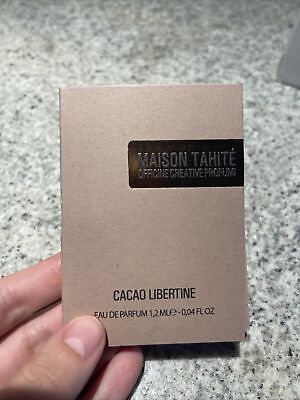 MAISON TAHITÉ
OFFICINE CREATIVE PROFUMI
CACAO LIBERTINE
EAU DE PARFUM 1,2 ML℮ - 0.04 FL OZ